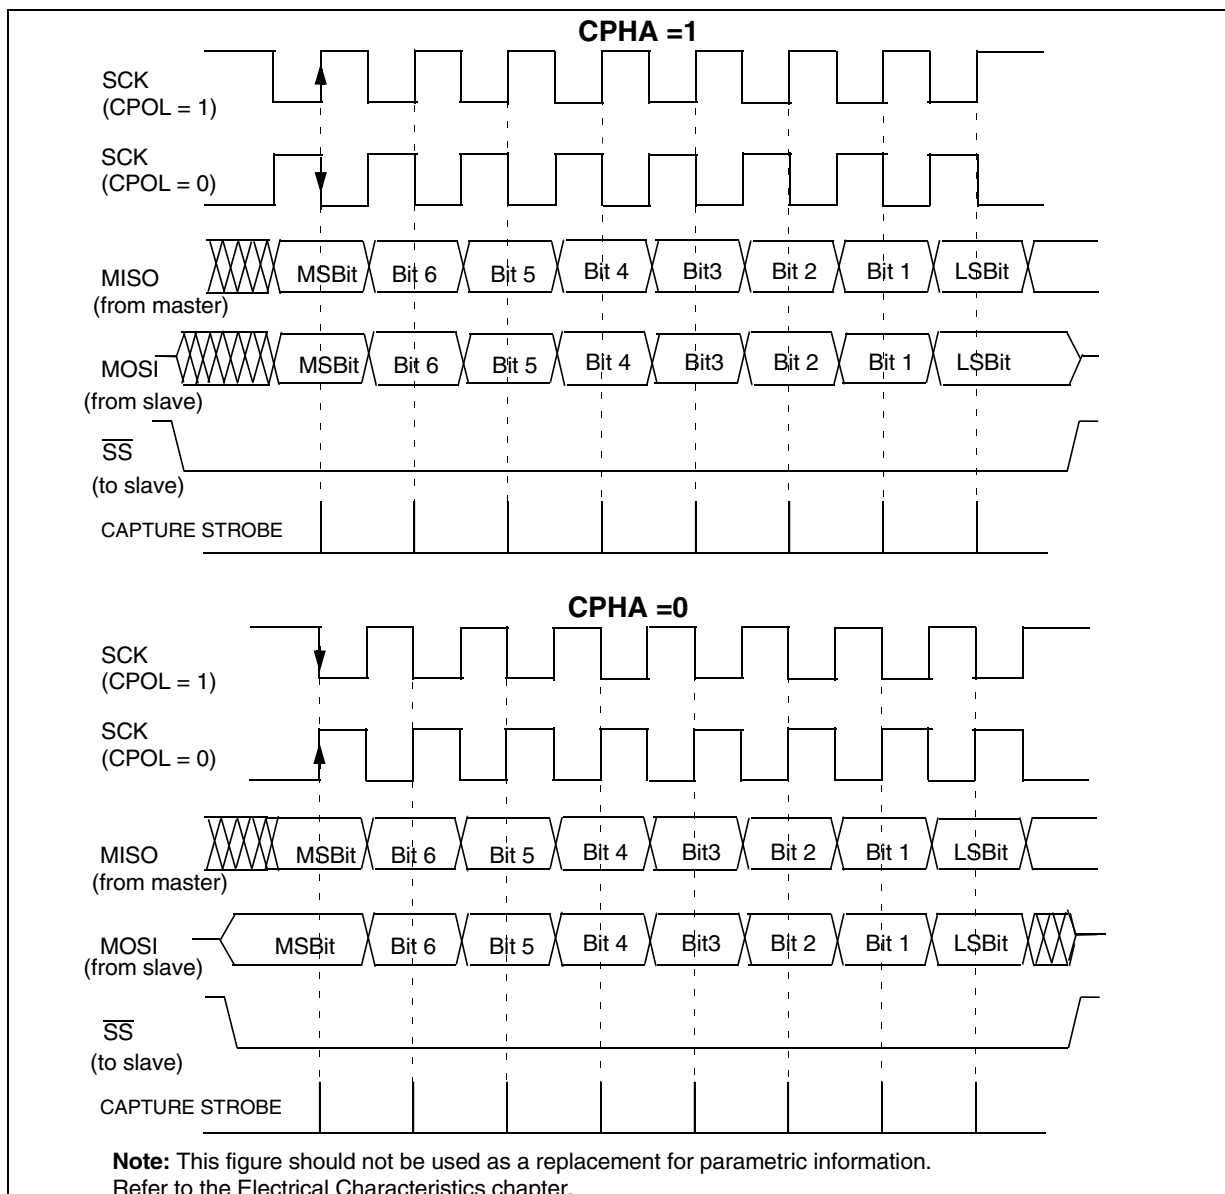 CPHA =1
SCK
(CPOL = 1)
SCK
(CPOL = 0)
MISO
(from master)
MSBit Bit 6 Bit 5 Bit 4 Bit3 Bit 2 Bit 1 LSBit
MOSI
(from slave)
MSBit Bit 6 Bit 5 Bit 4 Bit3 Bit 2 Bit 1 LSBit
SS
(to slave)
CAPTURE STROBE
CPHA =0
SCK
(CPOL = 1)
SCK
(CPOL = 0)
MISO
(from master)
MSBit Bit 6 Bit 5 Bit 4 Bit3 Bit 2 Bit 1 LSBit
MOSI
(from slave)
MSBit Bit 6 Bit 5 Bit 4 Bit3 Bit 2 Bit 1 LSBit
SS
(to slave)
CAPTURE STROBE
Note: This figure should not be used as a replacement for parametric information.
Refer to the Electrical Characteristics chapter.